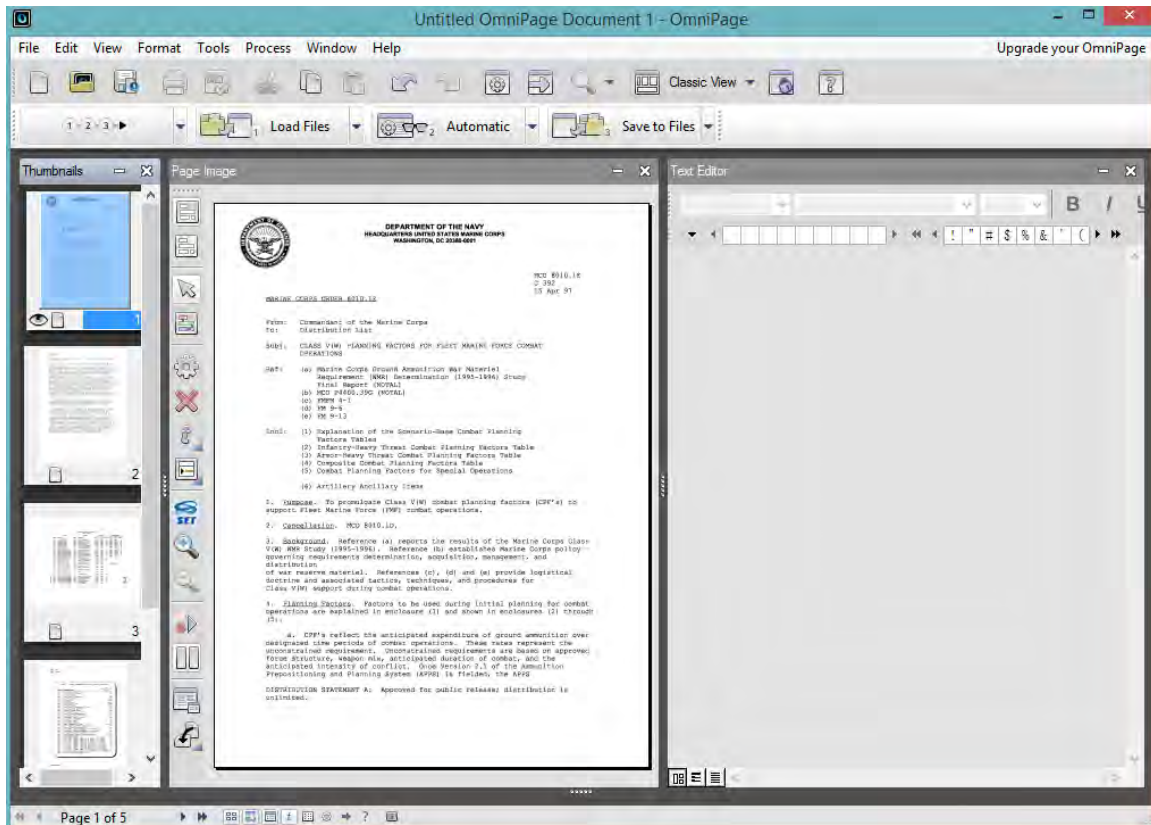 Untitled OmniPage Document 1 - OmniPage
File Edit View Format Tools Process Window Help Upgrade your OmniPage
Classic View
1 - 2 - 3 Load Files Automatic Save to Files
Thumbnails
Page Image
Text Editor
B I U
! " # $ % & ' (
DEPARTMENT OF THE NAVY
HEADQUARTERS UNITED STATES MARINE CORPS
WASHINGTON, DC 20380-0001
MCO 8010.1E
15 Apr 97
MARINE CORPS ORDER 8010.1E
From: Commandant of the Marine Corps
To: Distribution List
Subj: CLASS V(W) PLANNING FACTORS FOR FLEET MARINE FORCE COMBAT
OPERATIONS
Ref: (a) Marine Corps Ground Ammunition War Materiel
Requirement (WMR) Determination (1995-1996) Study
Final Report (NOTAL)
(b) MCO P4400.39G (NOTAL)
(c) FMFM 4-1
(d) FM 9-6
(e) FM 9-13
Encl: (1) Explanation of the Scenario-Base Combat Planning
Factors Tables
(2) Infantry-Heavy Threat Combat Planning Factors Table
(3) Armor-Heavy Threat Combat Planning Factors Table
(4) Composite Combat Planning Factors Table
(5) Combat Planning Factors for Special Operations
(6) Artillery Ancillary Items
1. Purpose. To promulgate Class V(W) combat planning factors (CPF's) to
support Fleet Marine Force (FMF) combat operations.
2. Cancellation. MCO 8010.1D.
3. Background. Reference (a) reports the results of the Marine Corps Class
V(W) WMR Study (1995-1996). Reference (b) establishes Marine Corps policy
governing requirements determination, acquisition, management, and
distribution
of war reserve material. References (c), (d) and (e) provide logistical
doctrine and associated tactics, techniques, and procedures for
Class V(W) support during combat operations.
4. Planning Factors. Factors to be used during initial planning for combat
operations are explained in enclosure (1) and shown in enclosures (2) through
(5).
a. CPF's reflect the anticipated expenditure of ground ammunition over
designated time periods of combat operations. These rates represent the
unconstrained requirement. Unconstrained requirements are based on approved
force structure, weapon mix, anticipated duration of combat, and the
anticipated intensity of conflict. Once Version 2.1 of the Ammunition
Prepositioning and Planning System (APPS) is fielded, the APPS
DISTRIBUTION STATEMENT A: Approved for public release; distribution is
unlimited.
SET
1
2
3
Page 1 of 5